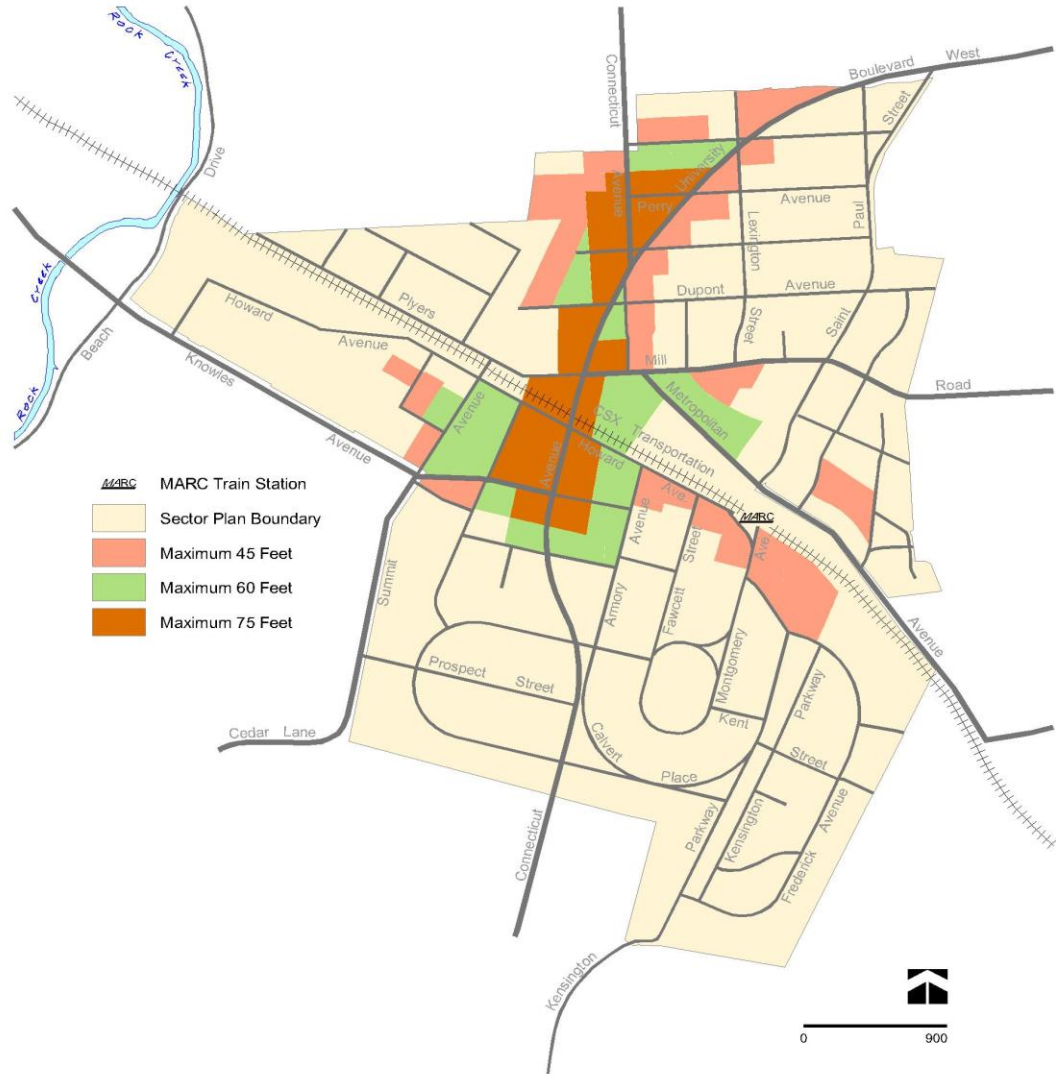 Rock
Creek
Connecticut
Avenue
Boulevard West
Street
Drive
University
Perry Avenue
Paul
Lexington
Dupont Avenue
Street
Saint
Creek
Plyers
Howard
Avenue
Knowles
Beach
Mill
Road
Metropolitan
CSX Transportation
Howard
Ave.
Rock
Avenue
Avenue
Avenue
Avenue
Street
MARC
Ave.
MARC MARC Train Station
Sector Plan Boundary
Maximum 45 Feet
Maximum 60 Feet
Maximum 75 Feet
Summit
Armory
Fawcett
Montgomery
Avenue
Prospect Street
Kent
Parkway
Cedar Lane
Calvert
Place
Street
Connecticut
Parkway
Kensington
Avenue
Frederick
Kensington
0 900